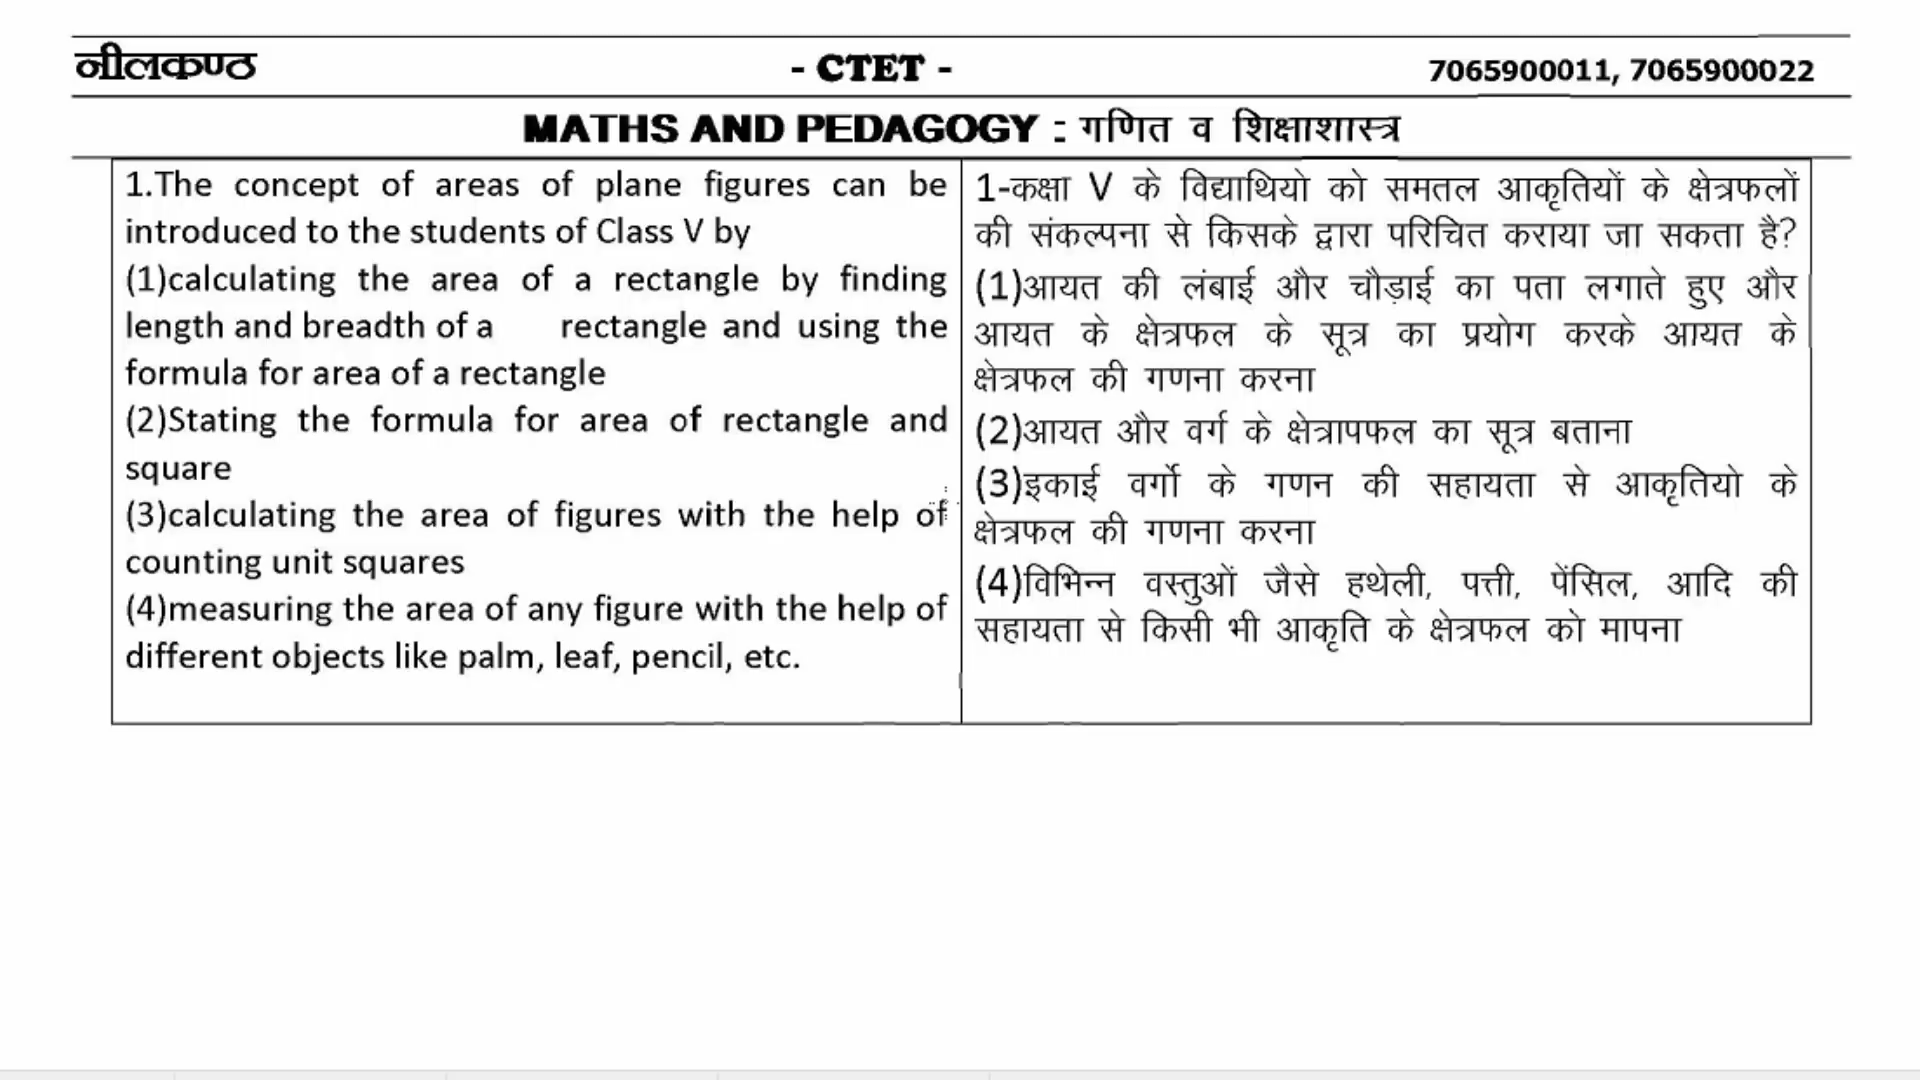 नीलकण्ठ
- CTET -
7065900011, 7065900022
MATHS AND PEDAGOGY : गणित व शिक्षाशास्त्र
1.The concept of areas of plane figures can be
introduced to the students of Class V by
(1)calculating the area of a rectangle by finding
length and breadth of a rectangle and using the
formula for area of a rectangle
(2)Stating the formula for area of rectangle and
square
(3)calculating the area of figures with the help of
counting unit squares
(4)measuring the area of any figure with the help of
different objects like palm, leaf, pencil, etc.
1-कक्षा V के विद्याथियो को समतल आकृतियों के क्षेत्रफलों
की संकल्पना से किसके द्वारा परिचित कराया जा सकता है?
(1)आयत की लंबाई और चौड़ाई का पता लगाते हुए और
आयत के क्षेत्रफल के सूत्र का प्रयोग करके आयत के
क्षेत्रफल की गणना करना
(2)आयत और वर्ग के क्षेत्रापफल का सूत्र बताना
(3)इकाई वर्गो के गणन की सहायता से आकृतियो के
क्षेत्रफल की गणना करना
(4)विभिन्न वस्तुओं जैसे हथेली, पत्ती, पेंसिल, आदि की
सहायता से किसी भी आकृति के क्षेत्रफल को मापना